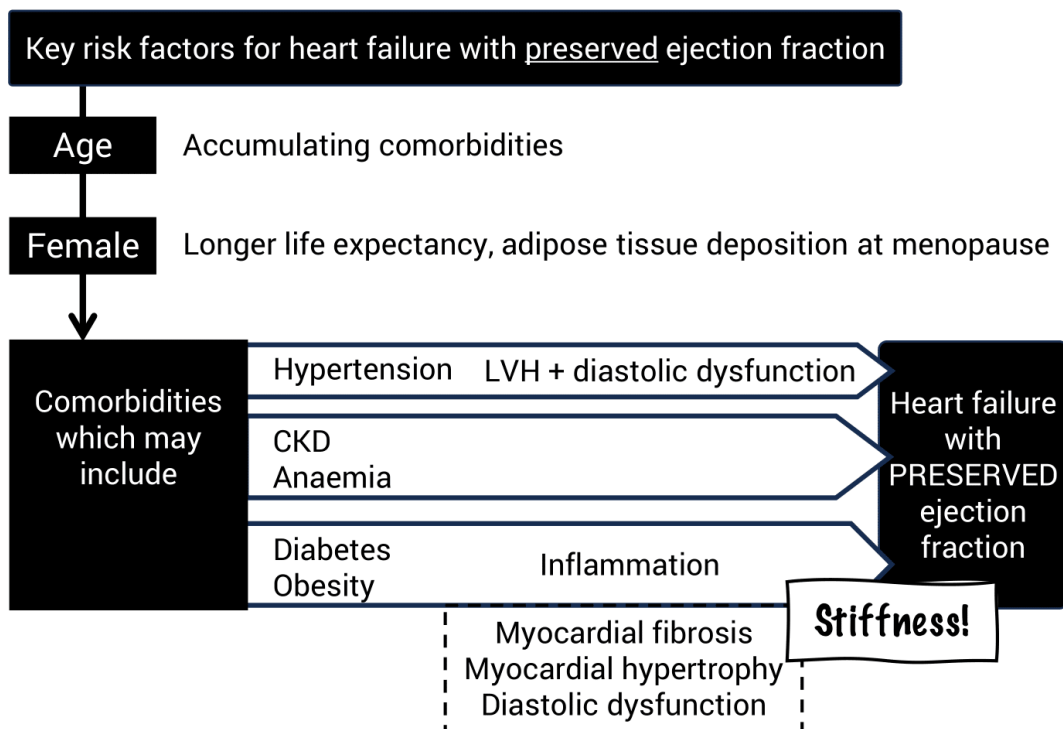 Key risk factors for heart failure with preserved ejection fraction
Age
Accumulating comorbidities
Female
Longer life expectancy, adipose tissue deposition at menopause
Comorbidities
which may
include
Hypertension
LVH + diastolic dysfunction
CKD
Anaemia
Diabetes
Obesity
Inflammation
Heart failure
with
PRESERVED
ejection
fraction
Stiffness!
Myocardial fibrosis
Myocardial hypertrophy
Diastolic dysfunction